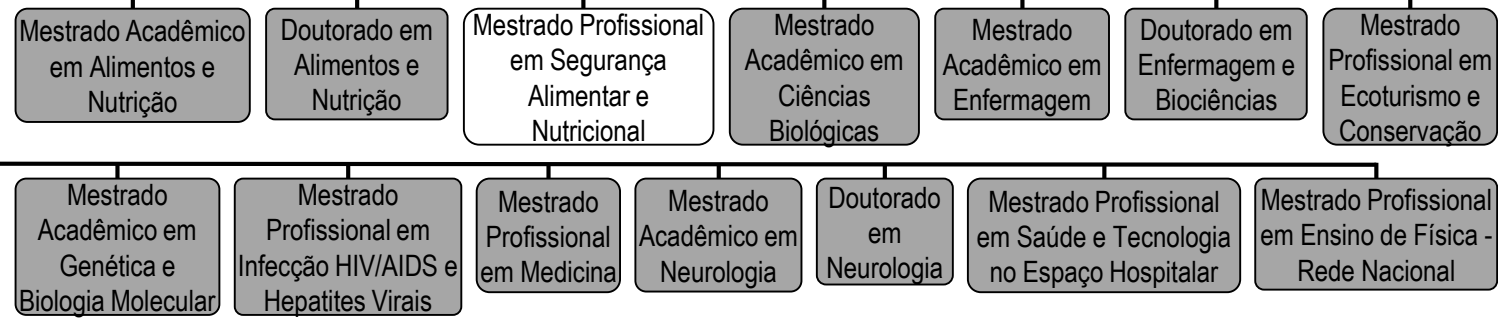 Mestrado Acadêmico
em Alimentos e
Nutrição
Doutorado em
Alimentos e
Nutrição
Mestrado Profissional
em Segurança
Alimentar e
Nutricional
Mestrado
Acadêmico em
Ciências
Biológicas
Mestrado
Acadêmico em
Enfermagem
Doutorado em
Enfermagem e
Biociências
Mestrado
Profissional em
Ecoturismo e
Conservação
Mestrado
Acadêmico em
Genética e
Biologia Molecular
Mestrado
Profissional em
Infecção HIV/AIDS e
Hepatites Virais
Mestrado
Profissional
em Medicina
Mestrado
Acadêmico em
Neurologia
Doutorado
em
Neurologia
Mestrado Profissional
em Saúde e Tecnologia
no Espaço Hospitalar
Mestrado Profissional
em Ensino de Física -
Rede Nacional